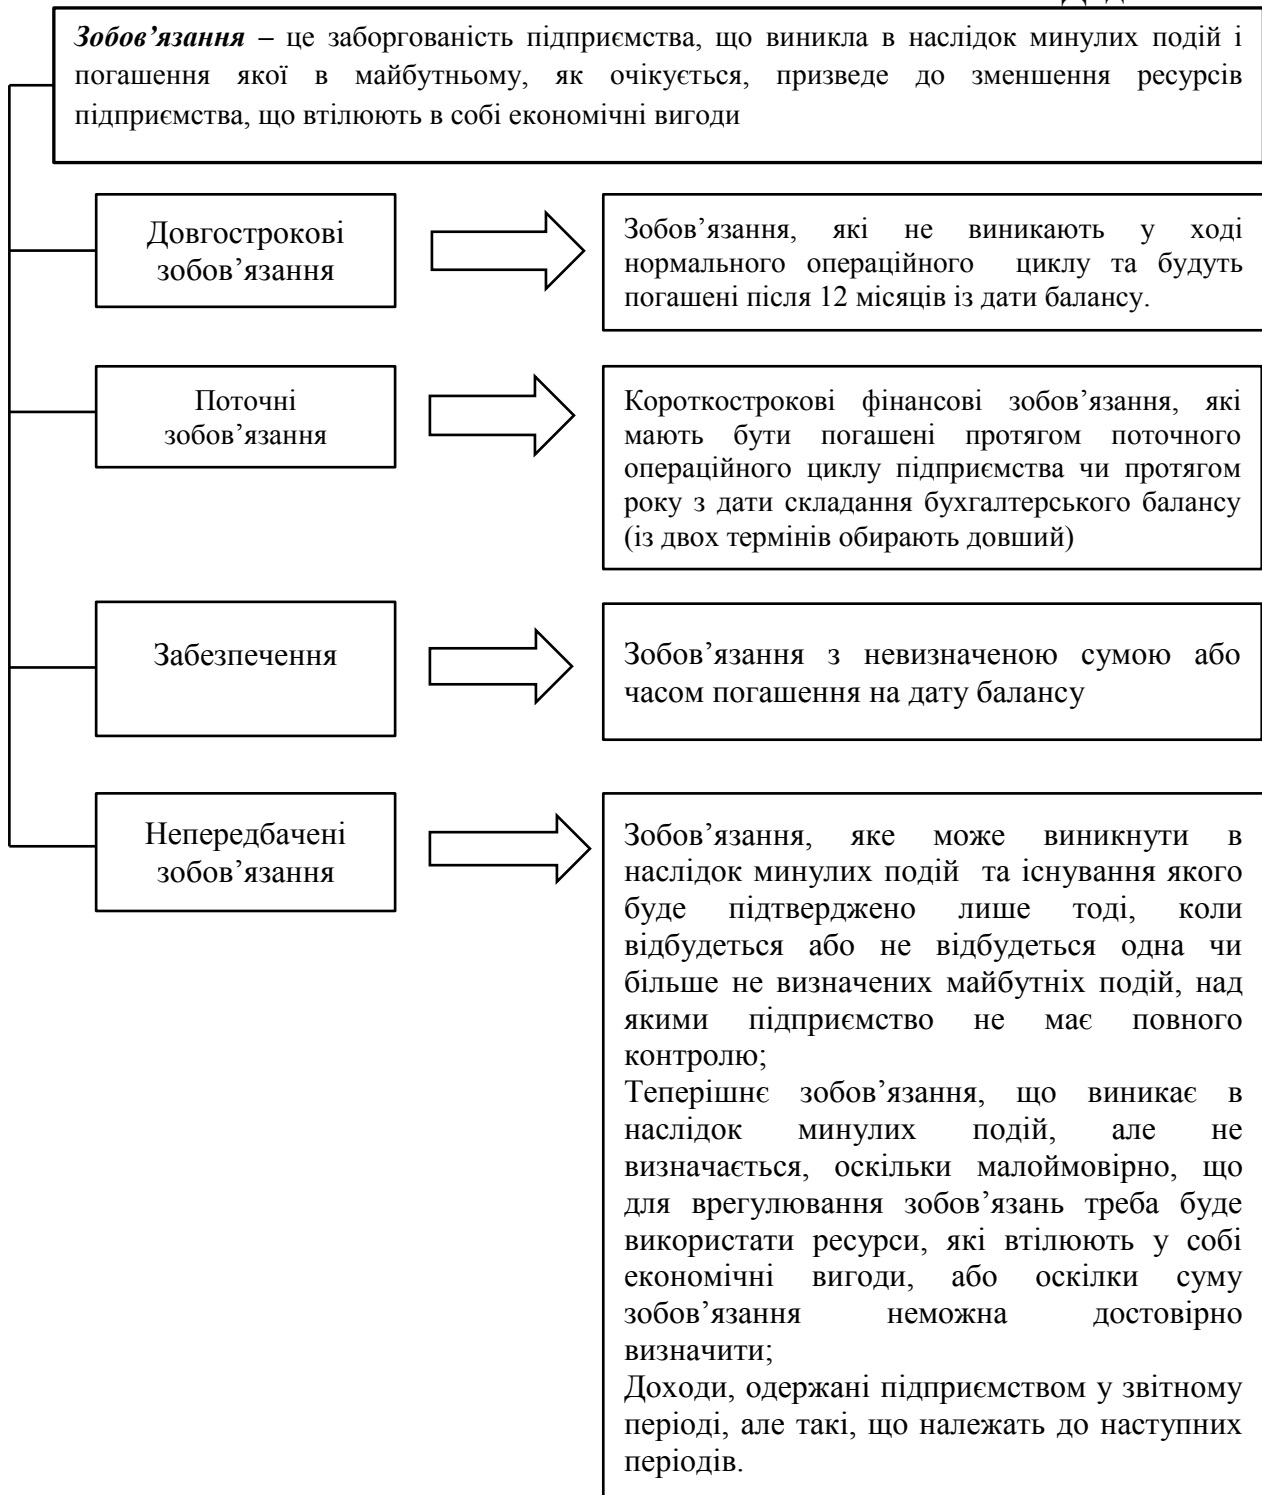 Зобов’язання – це заборгованість підприємства, що виникла в наслідок минулих подій і
погашення якої в майбутньому, як очікується, призведе до зменшення ресурсів
підприємства, що втілюють в собі економічні вигоди
Довгострокові
зобов’язання
Зобов’язання, які не виникають у ході
нормального операційного циклу та будуть
погашені після 12 місяців із дати балансу.
Поточні
зобов’язання
Короткострокові фінансові зобов’язання, які
мають бути погашені протягом поточного
операційного циклу підприємства чи протягом
року з дати складання бухгалтерського балансу
(із двох термінів обирають довший)
Забезпечення
Зобов’язання з невизначеною сумою або
часом погашення на дату балансу
Непередбачені
зобов’язання
Зобов’язання, яке може виникнути в
наслідок минулих подій та існування якого
буде підтверджено лише тоді, коли
відбудеться або не відбудеться одна чи
більше не визначених майбутніх подій, над
якими підприємство не має повного
контролю;
Теперішнє зобов’язання, що виникає в
наслідок минулих подій, але не
визначається, оскільки малоймовірно, що
для врегулювання зобов’язань треба буде
використати ресурси, які втілюють у собі
економічні вигоди, або оскілки суму
зобов’язання неможна достовірно
визначити;
Доходи, одержані підприємством у звітному
періоді, але такі, що належать до наступних
періодів.